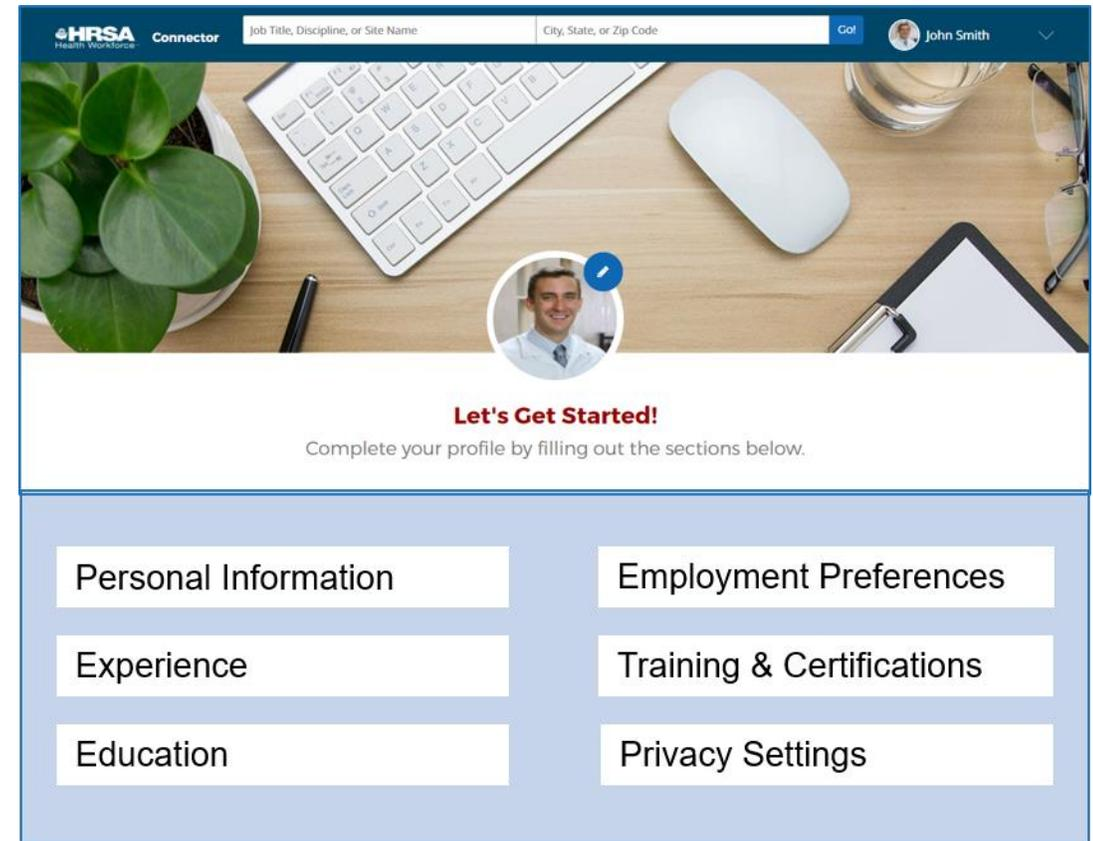 HRSA
Health Workforce
Connector
Job Title, Discipline, or Site Name
City, State, or Zip Code
Go!
John Smith
Let's Get Started!
Complete your profile by filling out the sections below.
Personal Information
Employment Preferences
Experience
Training & Certifications
Education
Privacy Settings